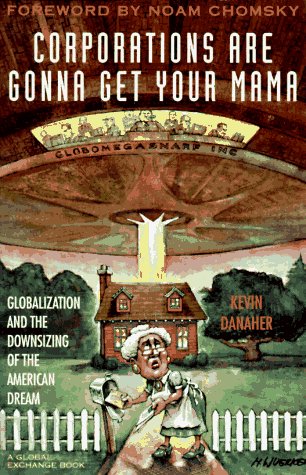 FOREWORD BY NOAM CHOMSKY
CORPORATIONS ARE
GONNA GET YOUR MAMA
GLOBOMEGASNARF INC
GLOBALIZATION
AND THE
DOWNSIZING
OF THE
AMERICAN
DREAM
KEVIN
DANAHER
A GLOBAL
EXCHANGE BOOK